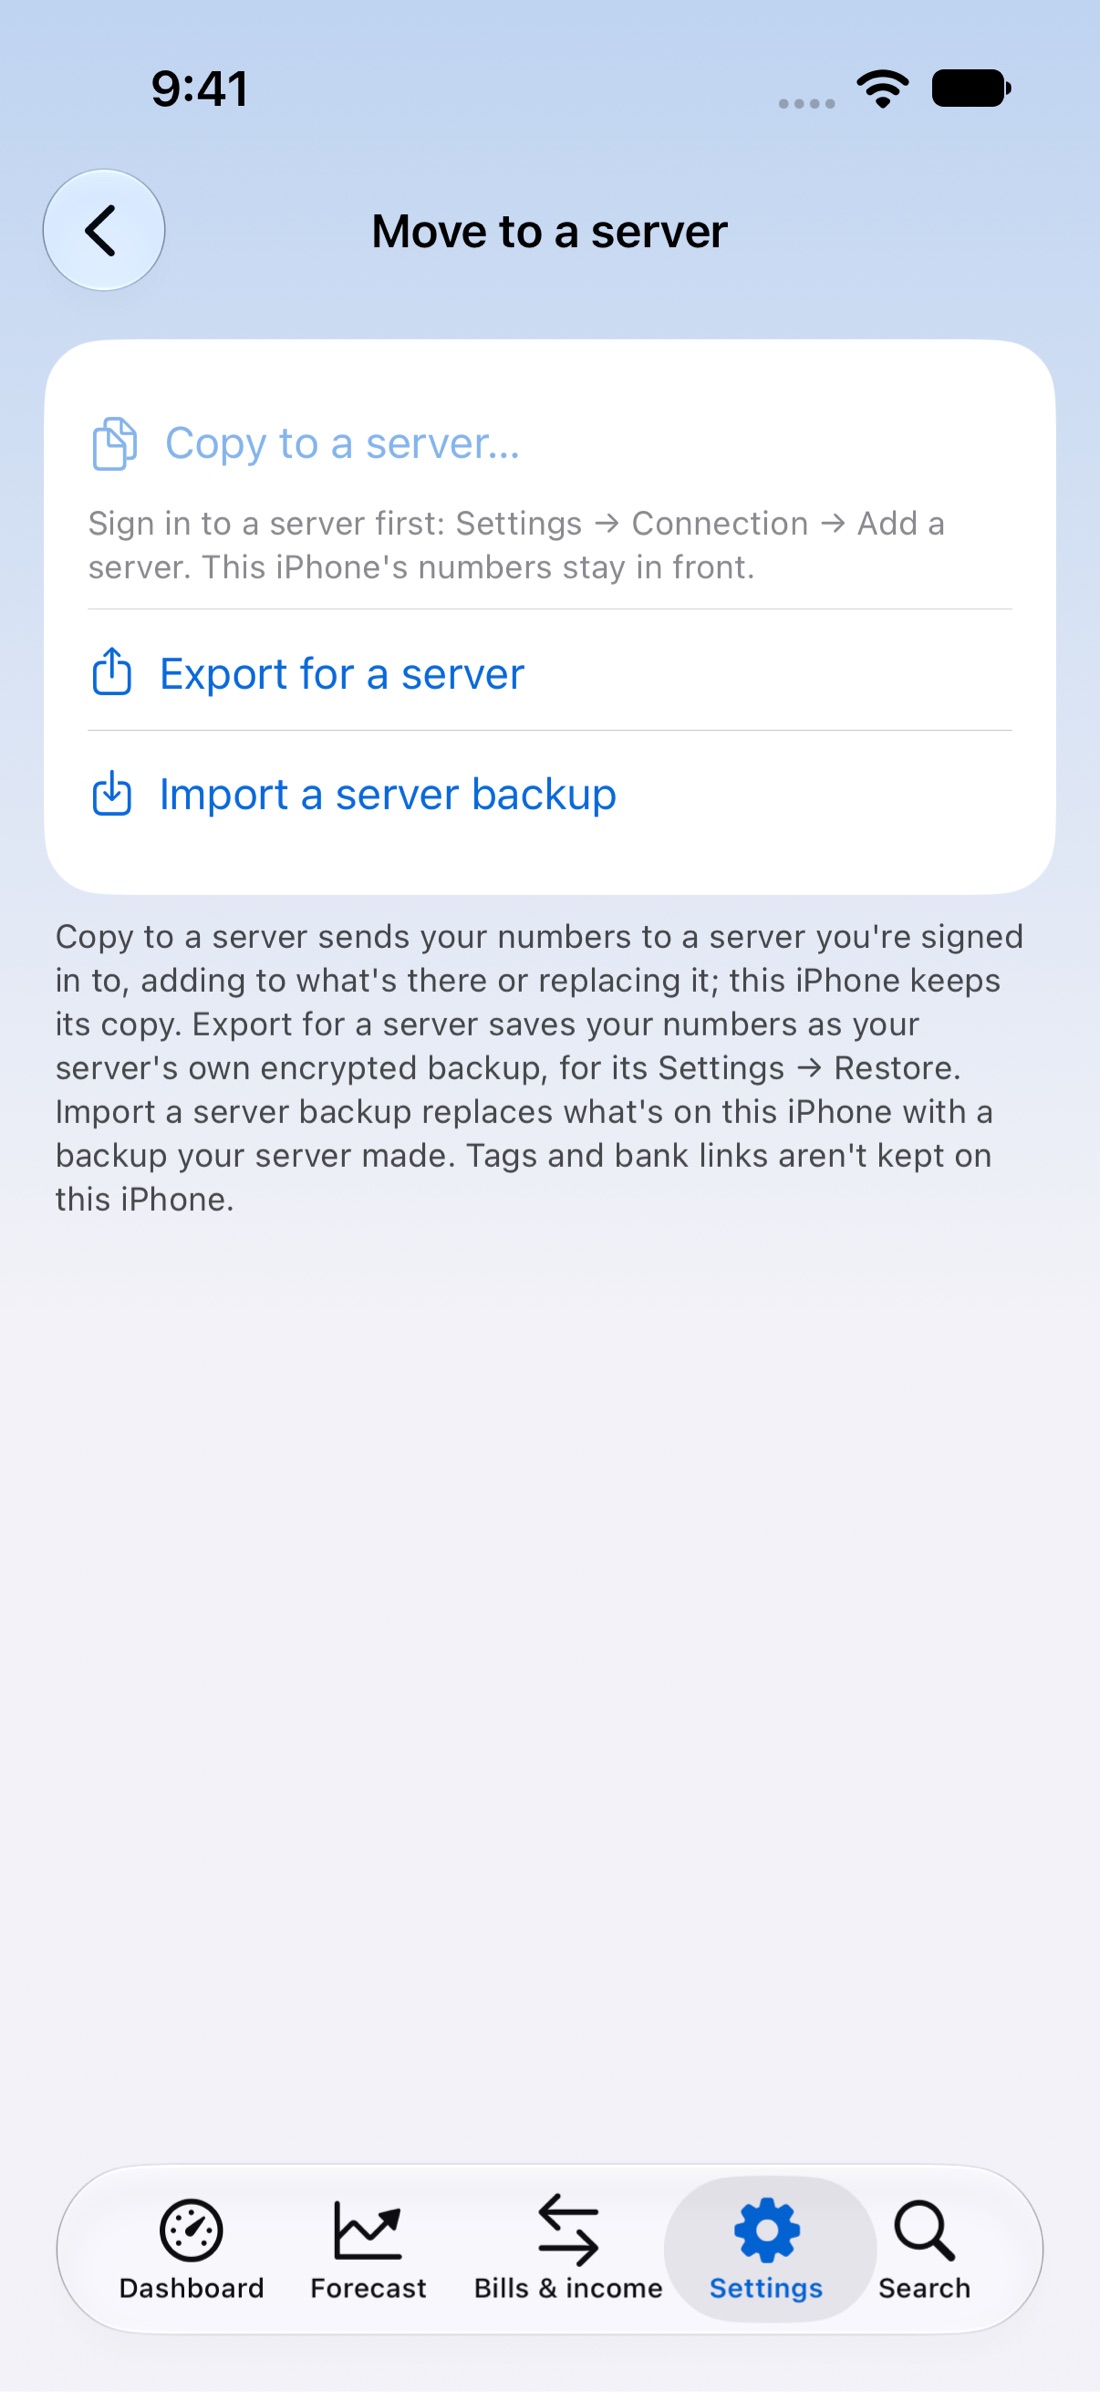 9:41
Move to a server
Copy to a server...
Sign in to a server first: Settings → Connection → Add a
server. This iPhone's numbers stay in front.
Export for a server
Import a server backup
Copy to a server sends your numbers to a server you're signed
in to, adding to what's there or replacing it; this iPhone keeps
its copy. Export for a server saves your numbers as your
server's own encrypted backup, for its Settings → Restore.
Import a server backup replaces what's on this iPhone with a
backup your server made. Tags and bank links aren't kept on
this iPhone.
Dashboard
Forecast
Bills & income
Settings
Search